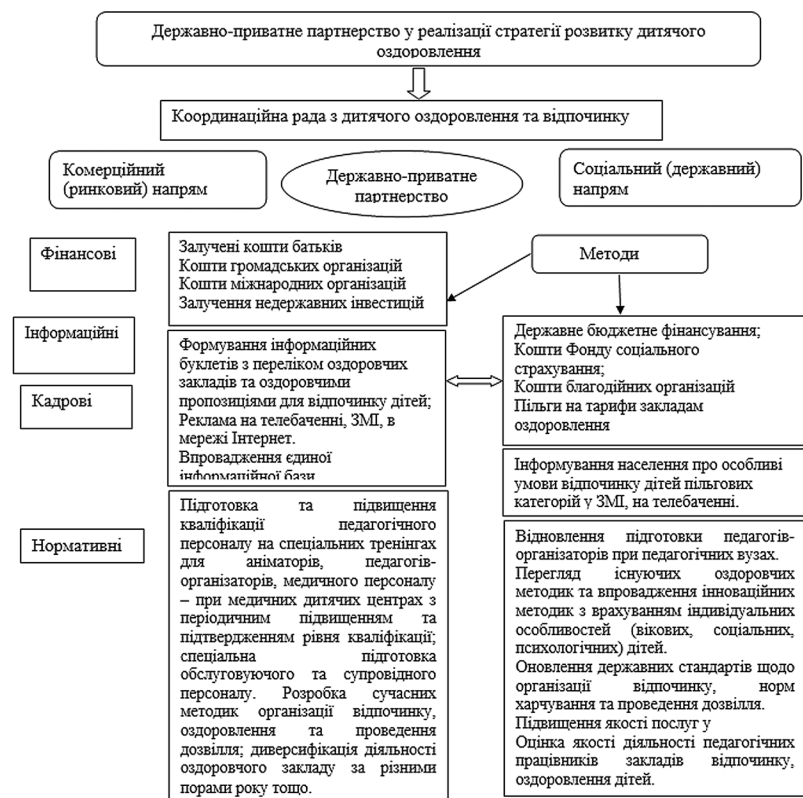 Державно-приватне партнерство у реалізації стратегії розвитку дитячого
оздоровлення
Координаційна рада з дитячого оздоровлення та відпочинку
Комерційний
(ринковий) напрям
Державно-приватне
партнерство
Соціальний (державний)
напрям
Фінансові
Залучені кошти батьків
Кошти громадських організацій
Кошти міжнародних організацій
Залучення недержавних інвестицій
Методи
Інформаційні
Кадрові
Формування інформаційних
буклетів з переліком оздоровчих
закладів та оздоровчими
пропозиціями для відпочинку дітей;
Реклама на телебаченні, ЗМІ, в
мережі Інтернет.
Впровадження єдиної
інформаційної бази
Державне бюджетне фінансування;
Кошти Фонду соціального
страхування;
Кошти благодійних організацій
Пільги на тарифи закладам
оздоровлення
Інформування населення про особливі
умови відпочинку дітей пільгових
категорій у ЗМІ, на телебаченні.
Нормативні
Підготовка та підвищення
кваліфікації педагогічного
персоналу на спеціальних тренінгах
для аніматорів, педагогів-
організаторів, медичного персоналу
– при медичних дитячих центрах з
періодичним підвищенням та
підтвердженням рівня кваліфікації;
спеціальна підготовка
обслуговуючого та супровідного
персоналу. Розробка сучасних
методик організації відпочинку,
оздоровлення та проведення
дозвілля; диверсифікація діяльності
оздоровчого закладу за різними
порами року тощо.
Відновлення підготовки педагогів-
організаторів при педагогічних вузах.
Перегляд існуючих оздоровчих
методик та впровадження інноваційних
методик з врахуванням індивідуальних
особливостей (вікових, соціальних,
психологічних) дітей.
Оновлення державних стандартів щодо
організації відпочинку, норм
харчування та проведення дозвілля.
Підвищення якості послуг у
Оцінка якості діяльності педагогічних
працівників закладів відпочинку,
оздоровлення дітей.